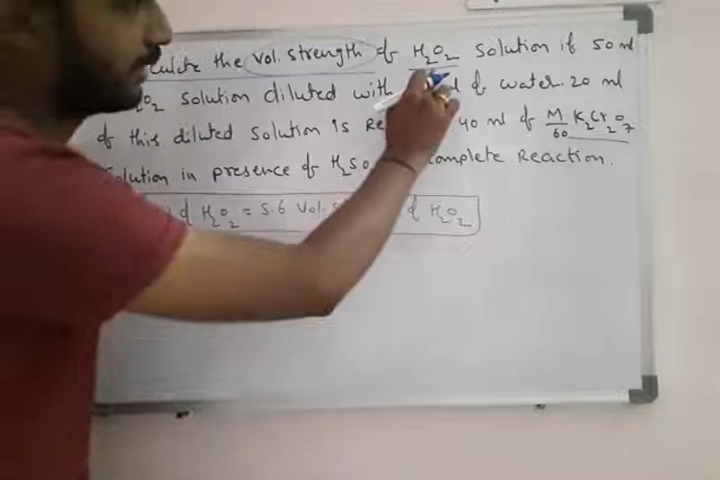 the Vol. strength of H2O2 solution if 50 ml
solution diluted with of water. 20 ml
of this diluted solution is 40 ml of M/60 K2Cr2O7
solution in presence of complete Reaction.
of H2O2 = 5.6 Vol. of H2O2